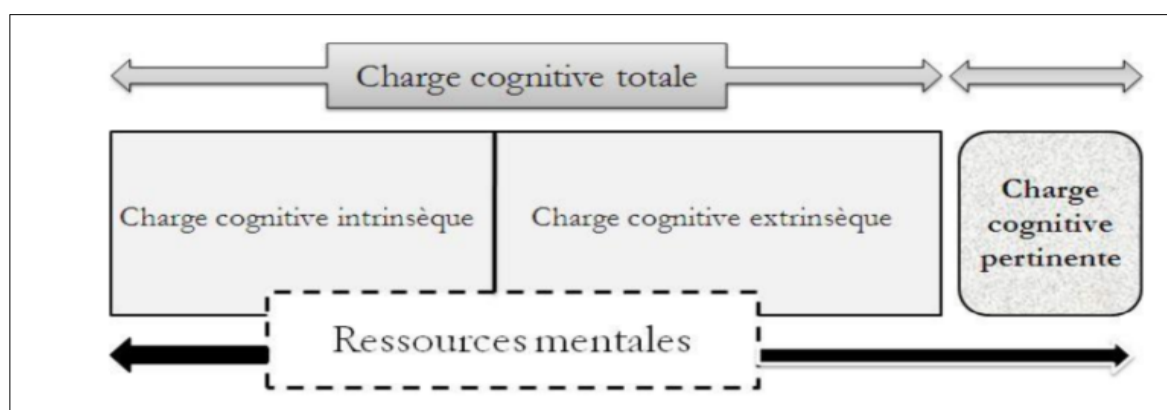 Charge cognitive totale
Charge cognitive intrinsèque
Charge cognitive extrinsèque
Charge
cognitive
pertinente
Ressources mentales